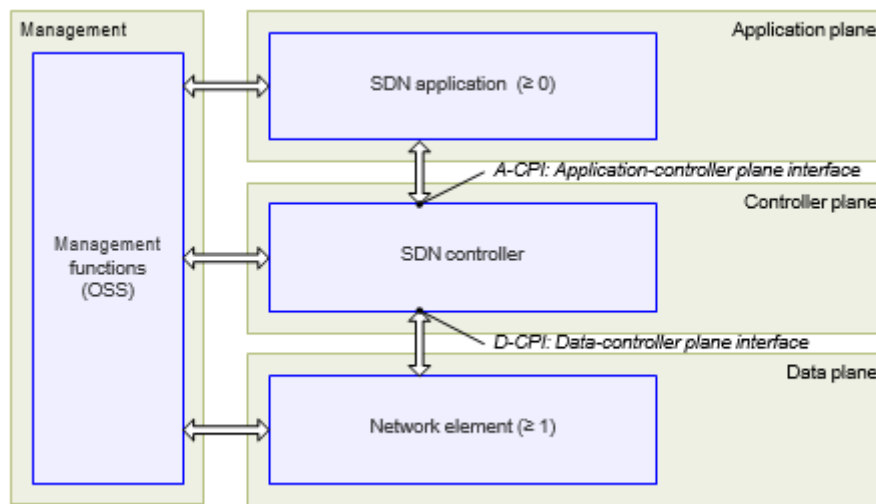 Management
Application plane
SDN application (≥ 0)
A-CPI: Application-controller plane interface
Controller plane
Management
functions
(OSS)
SDN controller
D-CPI: Data-controller plane interface
Data plane
Network element (≥ 1)